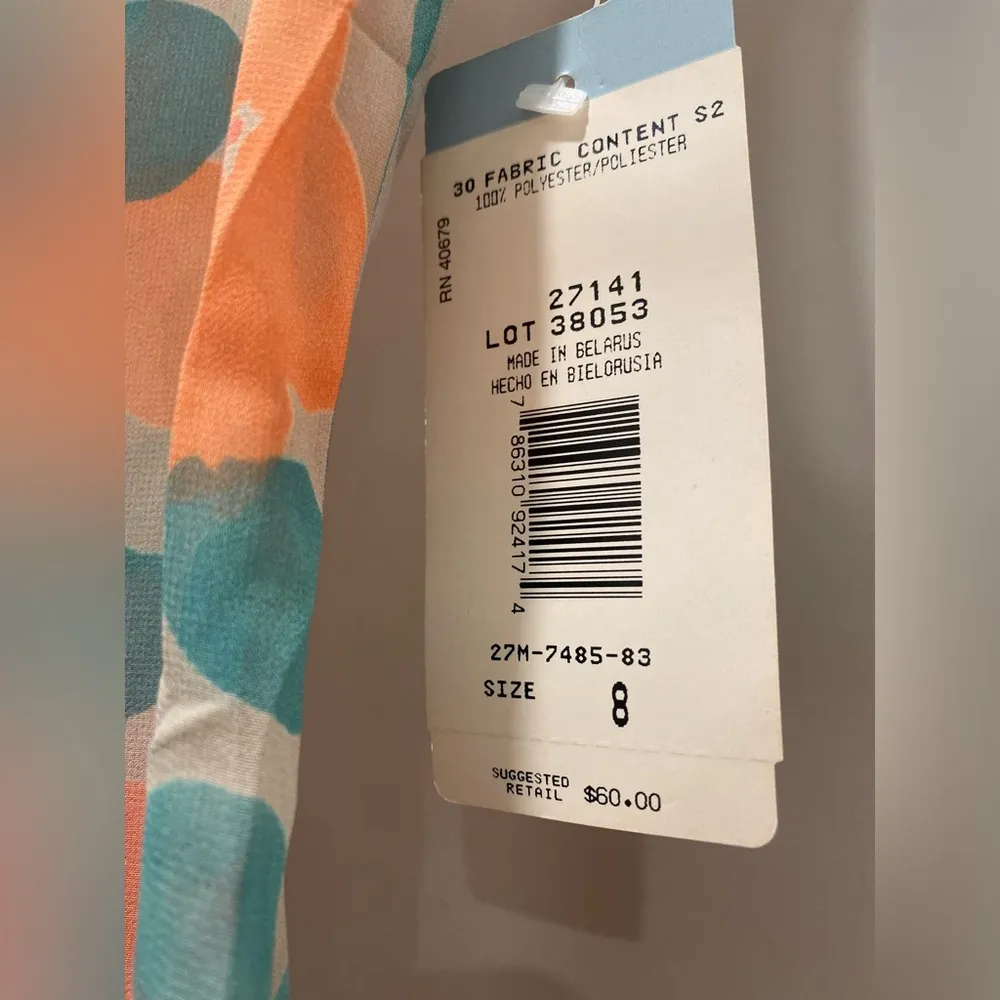 30 FABRIC CONTENT S2
100% POLYESTER/POLIESTER
RN 40679
27141
LOT 38053
MADE IN BELARUS
HECHO EN BIELORUSIA
7 86310 92417 4
27M-7485-83
SIZE 8
SUGGESTED
RETAIL $60.00